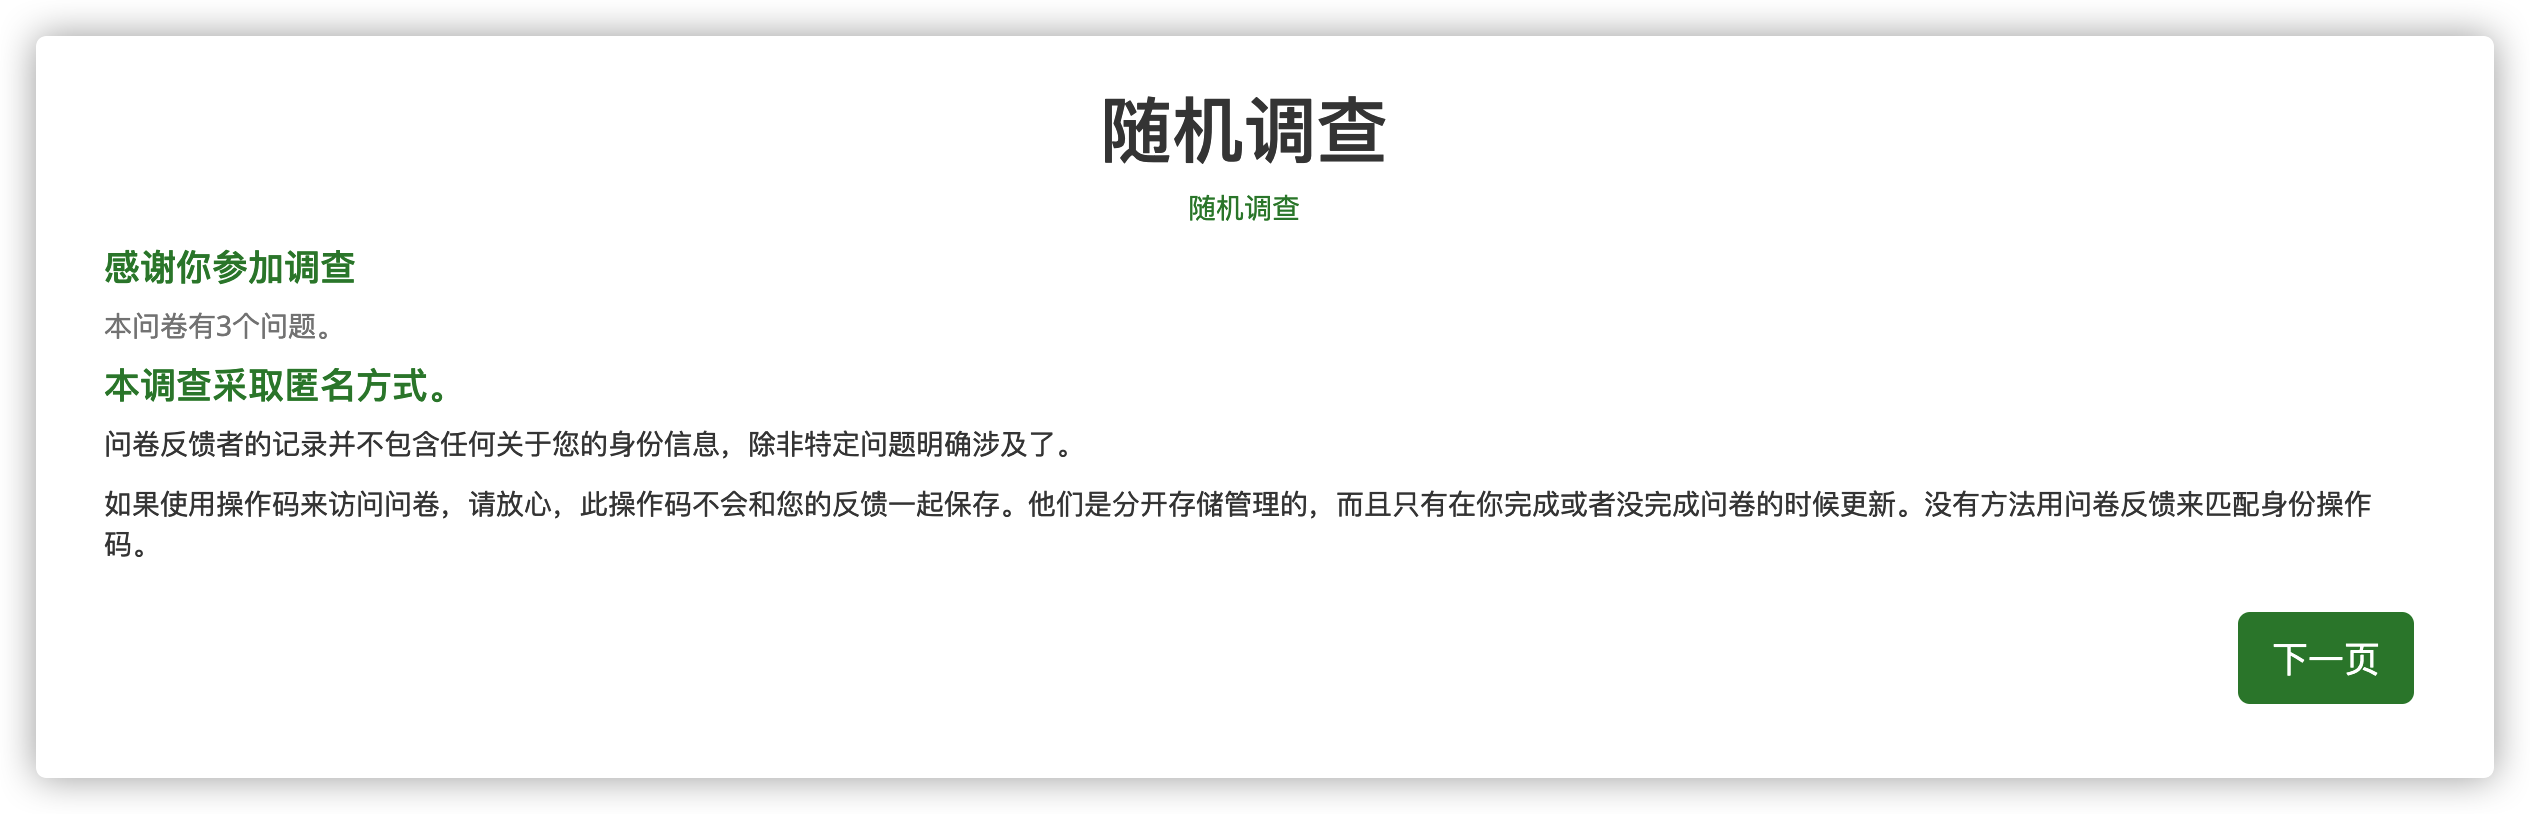 随机调查
随机调查
感谢你参加调查
本问卷有3个问题。
本调查采取匿名方式。
问卷反馈者的记录并不包含任何关于您的身份信息，除非特定问题明确涉及了。
如果使用操作码来访问问卷，请放心，此操作码不会和您的反馈一起保存。他们是分开存储管理的，而且只有在你完成或者没完成问卷的时候更新。没有方法用问卷反馈来匹配身份操作
码。
下一页